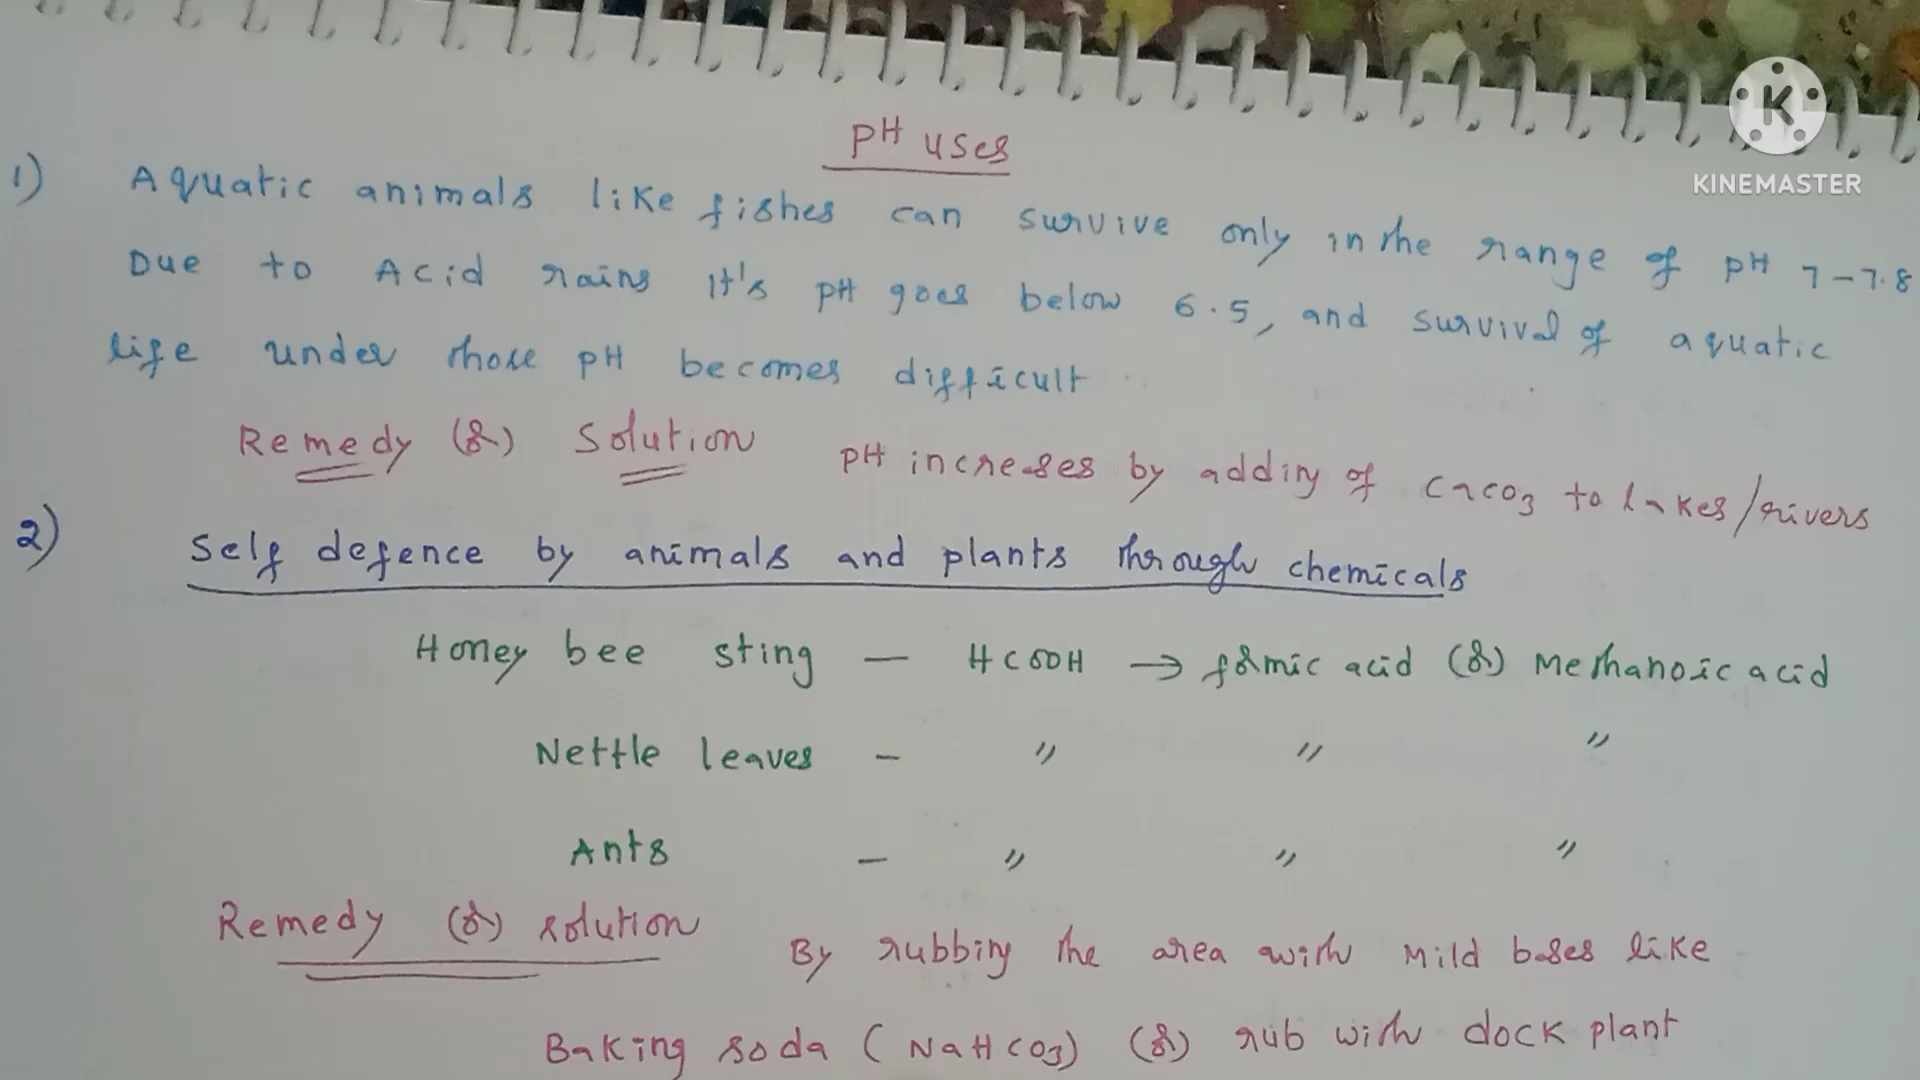 pH uses
KINEMASTER
1) Aquatic animals like fishes can survive only in the range of pH 7-7.8
Due to Acid rains it's pH goes below 6.5, and survival of aquatic
life under those pH becomes difficult
Remedy (or) Solution pH increases by adding of CaCO3 to lakes/rivers
2) Self defence by animals and plants through chemicals
Honey bee sting — HCOOH → formic acid (or) Methanoic acid
Nettle leaves - " " "
Ants - " " "
Remedy (or) solution By rubbing the area with Mild bases like
Baking soda (NaHCO3) (or) rub with dock plant